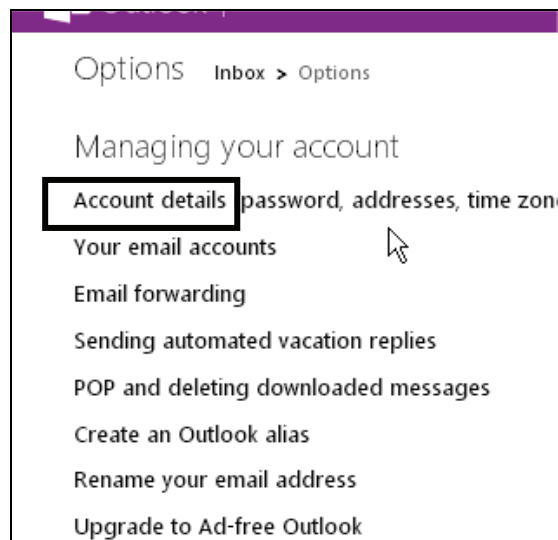 Options Inbox > Options
Managing your account
Account details password, addresses, time
Your email accounts
Email forwarding
Sending automated vacation replies
POP and deleting downloaded messages
Create an Outlook alias
Rename your email address
Upgrade to Ad-free Outlook